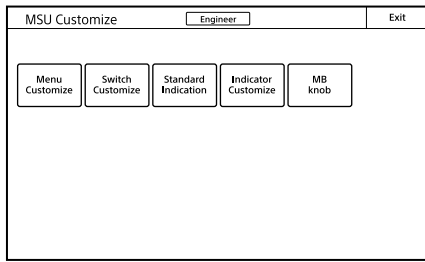 MSU Customize Engineer Exit
Menu Customize
Switch Customize
Standard Indication
Indicator Customize
MB knob